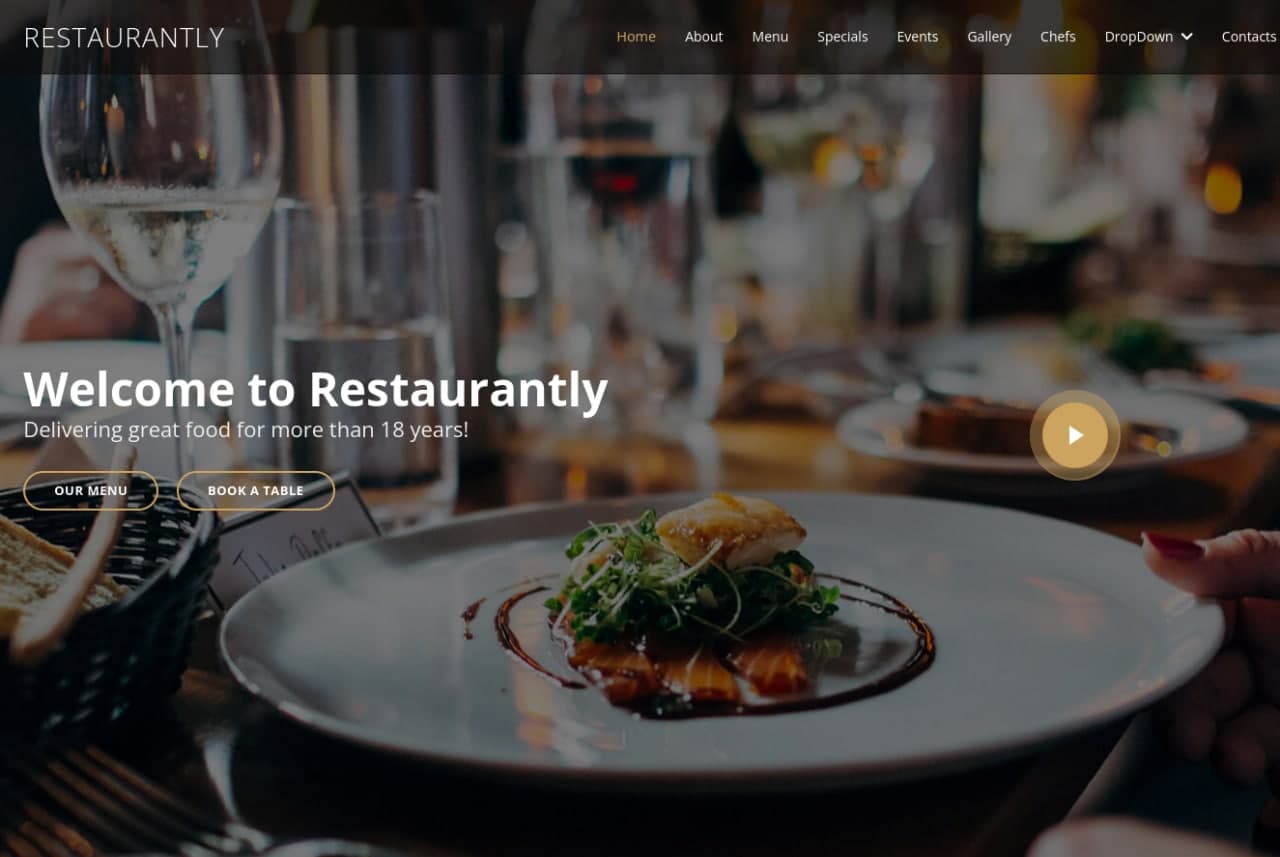 RESTAURANTLY
Home About Menu Specials Events Gallery Chefs DropDown Contacts
Welcome to Restaurantly
Delivering great food for more than 18 years!
OUR MENU BOOK A TABLE